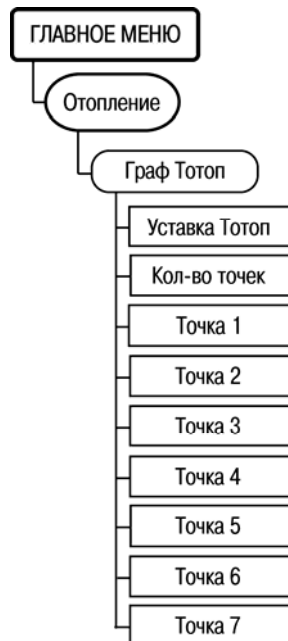 ГЛАВНОЕ МЕНЮ
Отопление
Граф Тотоп
Уставка Тотоп
Кол-во точек
Точка 1
Точка 2
Точка 3
Точка 4
Точка 5
Точка 6
Точка 7